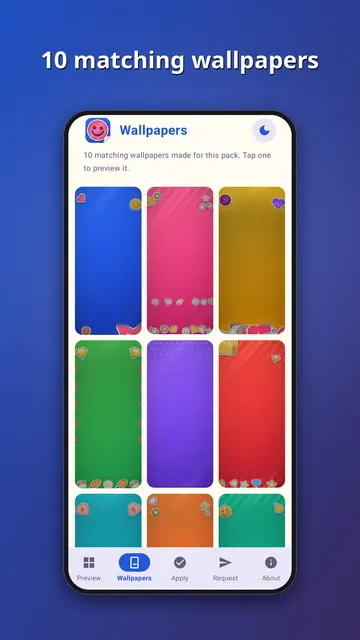 10 matching wallpapers
Wallpapers
10 matching wallpapers made for this pack. Tap one
to preview it.
Preview
Wallpapers
Apply
Request
About